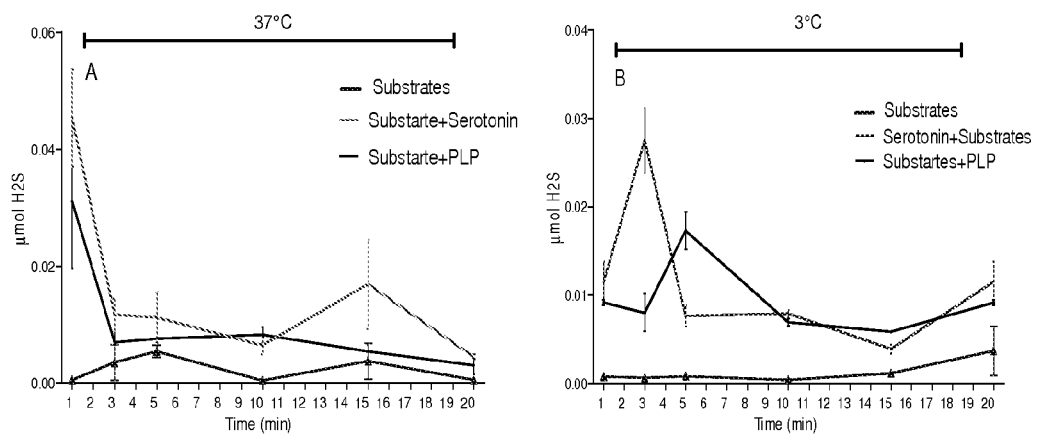 37°C
0.06
A
Substrates
Substarte+Serotonin
Substarte+PLP
0.04
0.02
0.00
µmol H2S
1 2 3 4 5 6 7 8 9 10 11 12 13 14 15 16 17 18 19 20
Time (min)
3°C
0.04
B
Substrates
Serotonin+Substrates
Substartes+PLP
0.03
0.02
0.01
0.00
µmol H2S
1 2 3 4 5 6 7 8 9 10 11 12 13 14 15 16 17 18 19 20
Time (min)